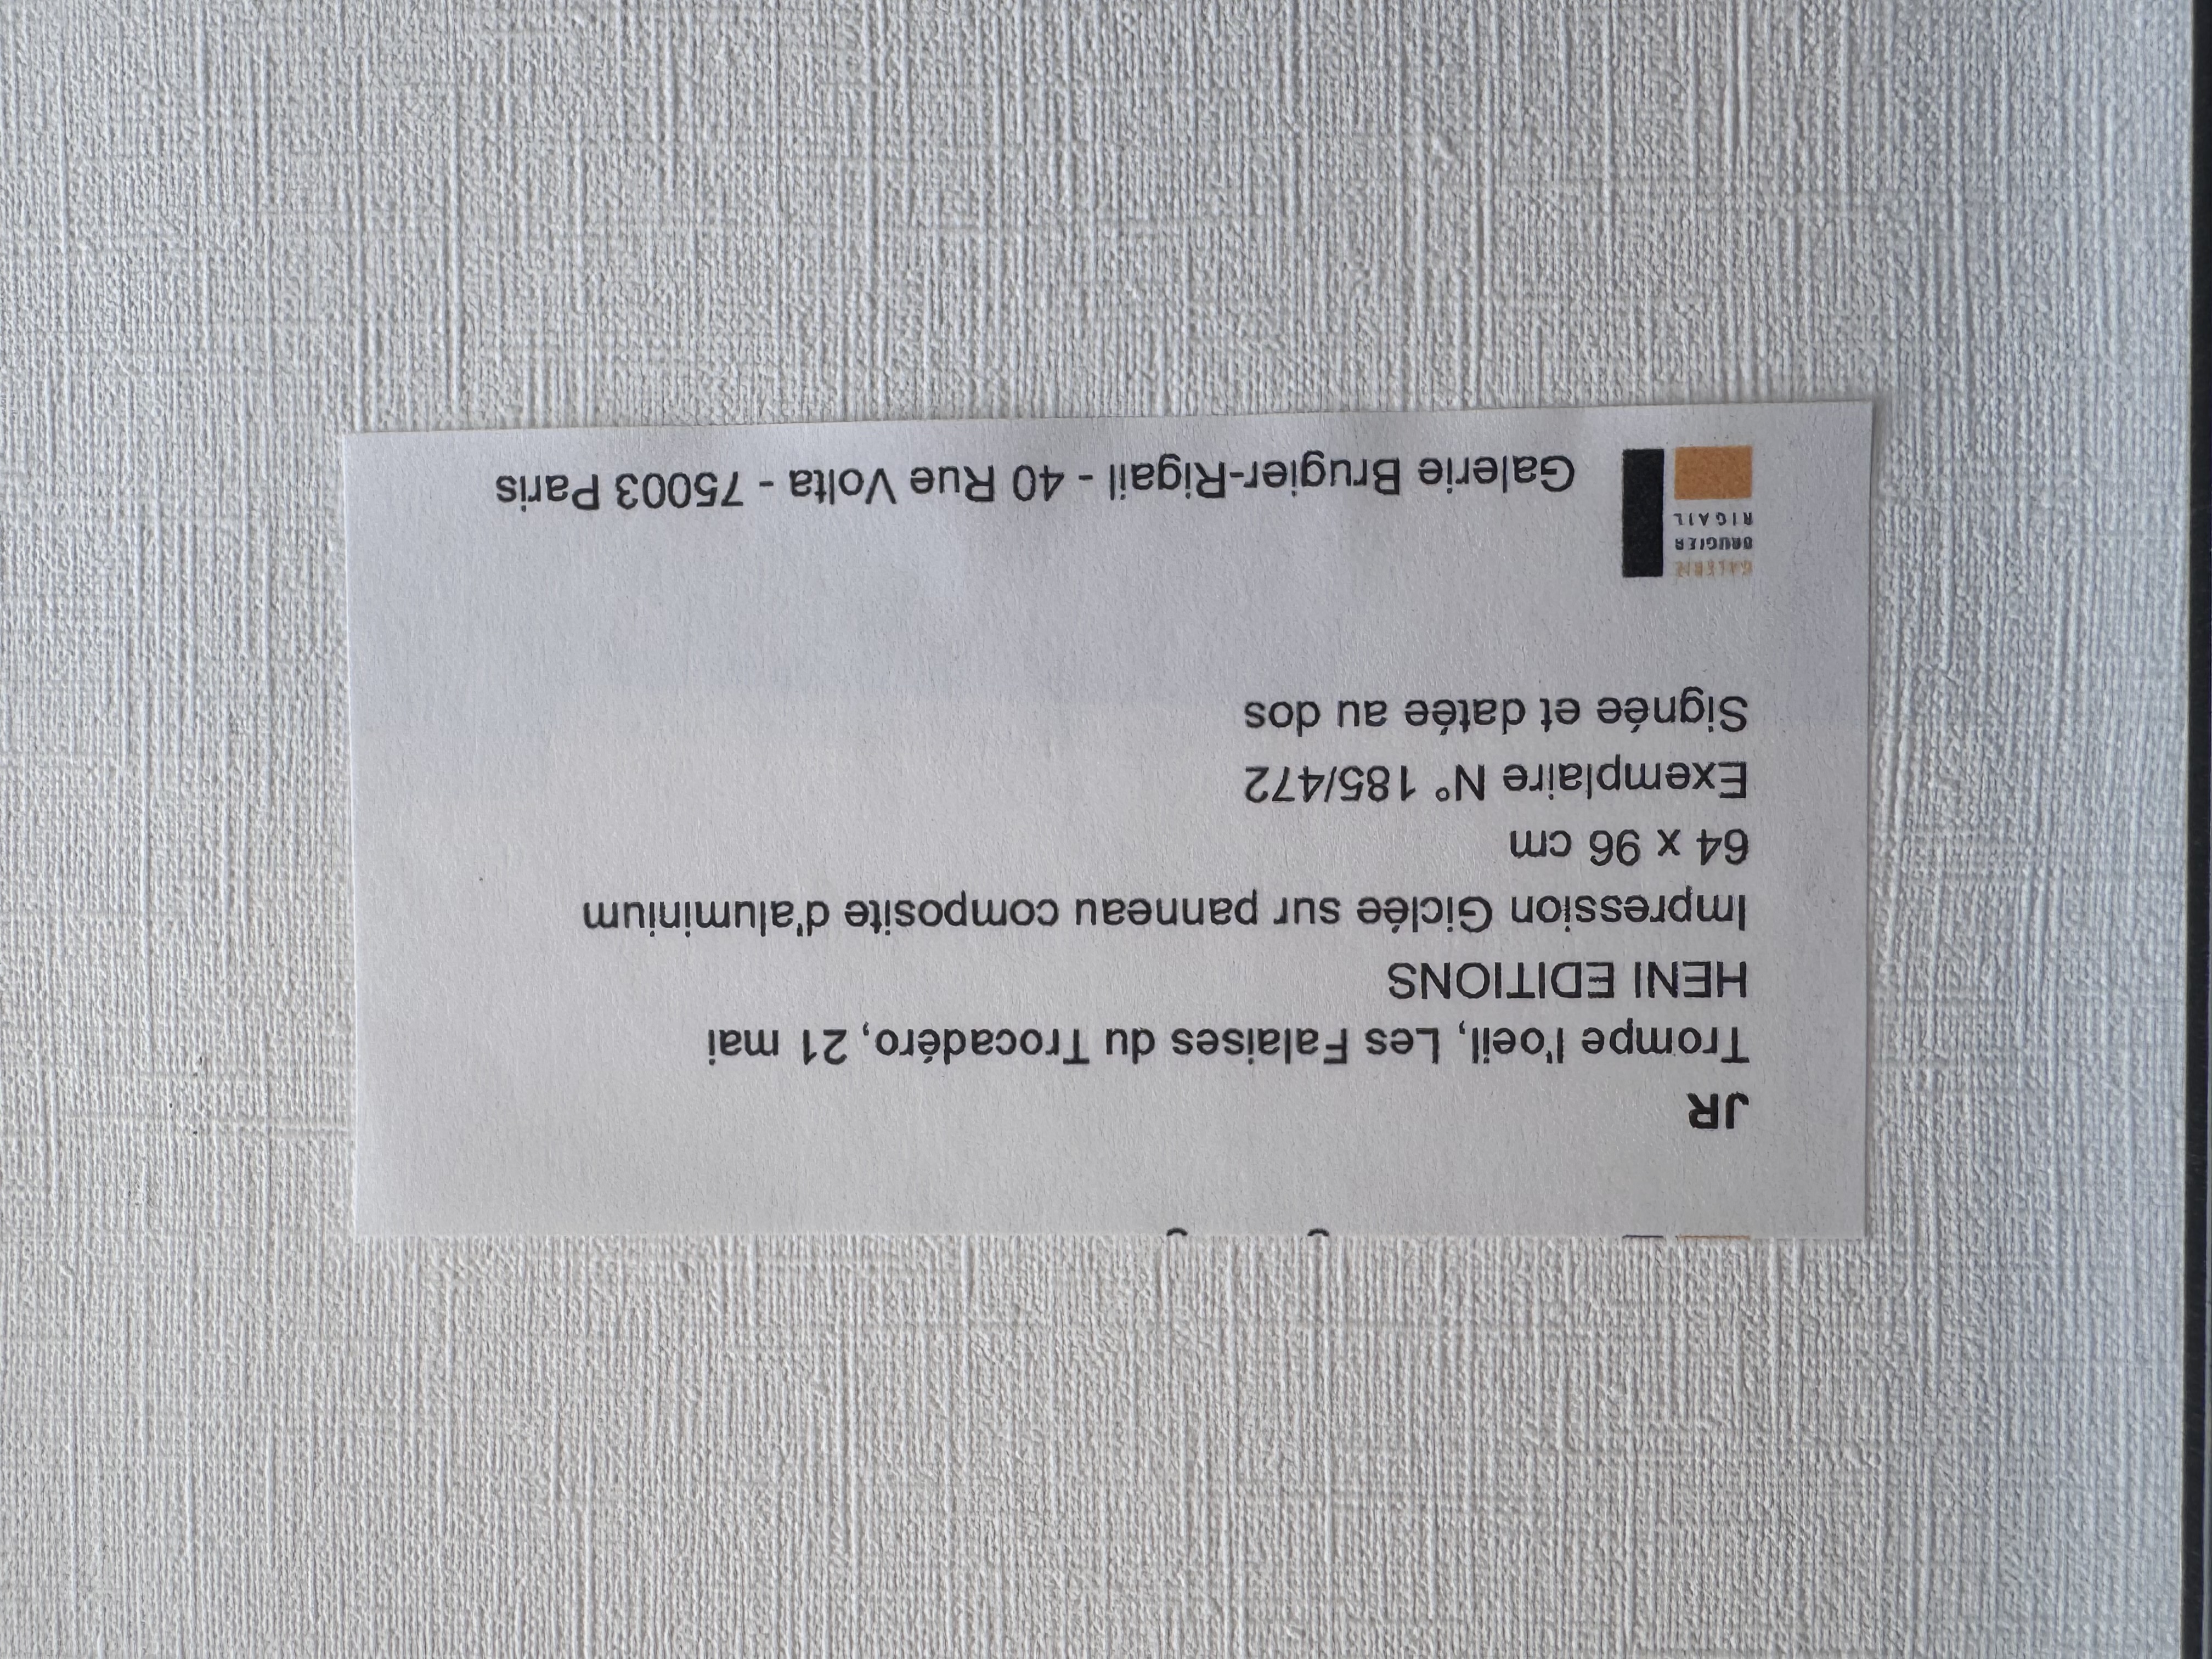 JR
Trompe l'oeil, Les Falaises du Trocadéro, 21 mai
HENI EDITIONS
Impression Giclée sur panneau composite d'aluminium
64 x 96 cm
Exemplaire N° 185/472
Signée et datée au dos
GALERIE
BRUGIER
RIGAIL
Galerie Brugier-Rigail - 40 Rue Volta - 75003 Paris